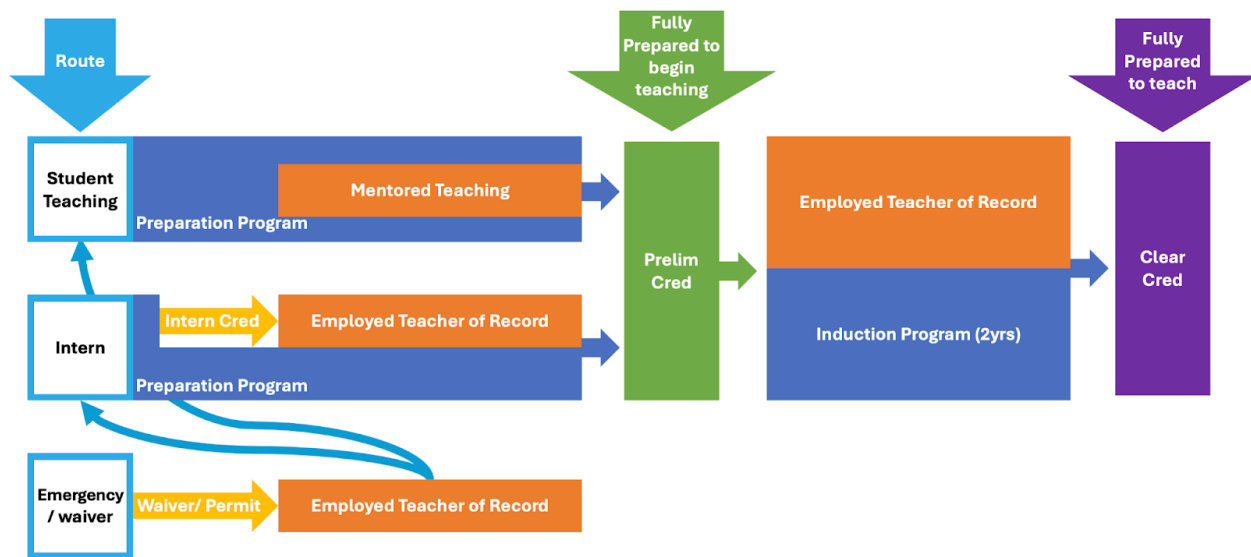 Route
Fully
Prepared to
begin
teaching
Fully
Prepared
to teach
Student
Teaching
Mentored Teaching
Preparation Program
Employed Teacher of Record
Prelim
Cred
Clear
Cred
Intern
Intern Cred
Employed Teacher of Record
Induction Program (2yrs)
Preparation Program
Emergency
/ waiver
Waiver/ Permit
Employed Teacher of Record